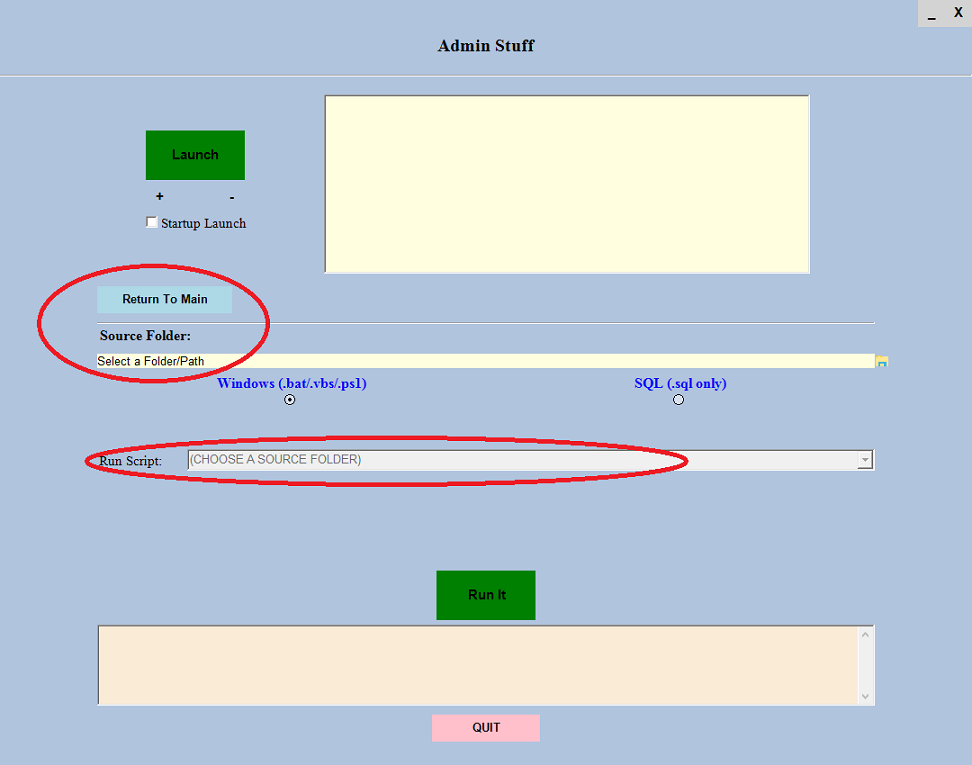 _ X
Admin Stuff
Launch
+ -
Startup Launch
Return To Main
Source Folder:
Select a Folder/Path
Windows (.bat/.vbs/.ps1) SQL (.sql only)
Run Script: (CHOOSE A SOURCE FOLDER)
Run It
QUIT